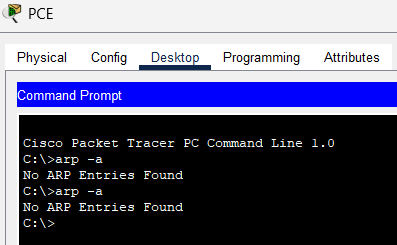 PCE
Physical Config Desktop Programming Attributes
Command Prompt
Cisco Packet Tracer PC Command Line 1.0
C:\>arp -a
No ARP Entries Found
C:\>arp -a
No ARP Entries Found
C:\>